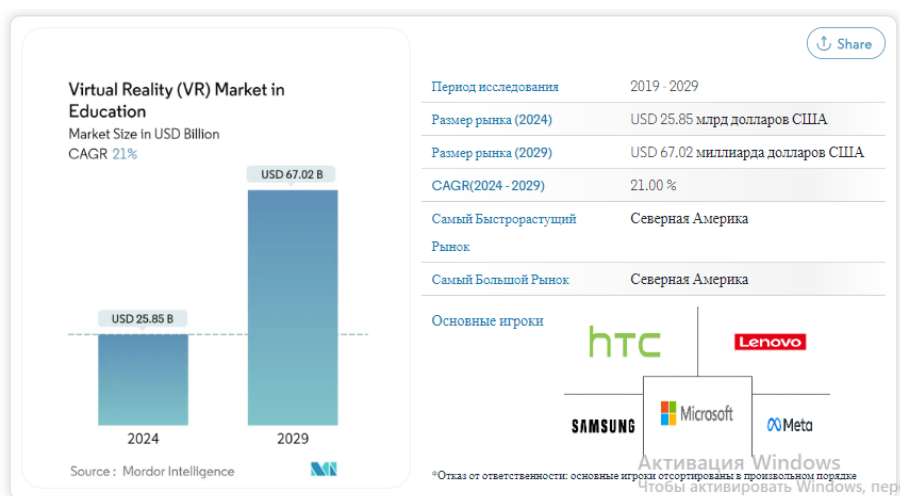 Share
Virtual Reality (VR) Market in
Education
Market Size in USD Billion
CAGR 21%
USD 67.02 B
USD 25.85 B
2024
2029
Source : Mordor Intelligence
Период исследования 2019 - 2029
Размер рынка (2024) USD 25.85 млрд долларов США
Размер рынка (2029) USD 67.02 миллиарда долларов США
CAGR(2024 - 2029) 21.00 %
Самый Быстрорастущий Северная Америка
Рынок
Самый Большой Рынок Северная Америка
Основные игроки
hTC
Lenovo
SAMSUNG
Microsoft
Meta
*Отказ от ответственности: основные игроки отсортированы в произвольном порядке
Активация Windows
Чтобы активировать Windows, пер